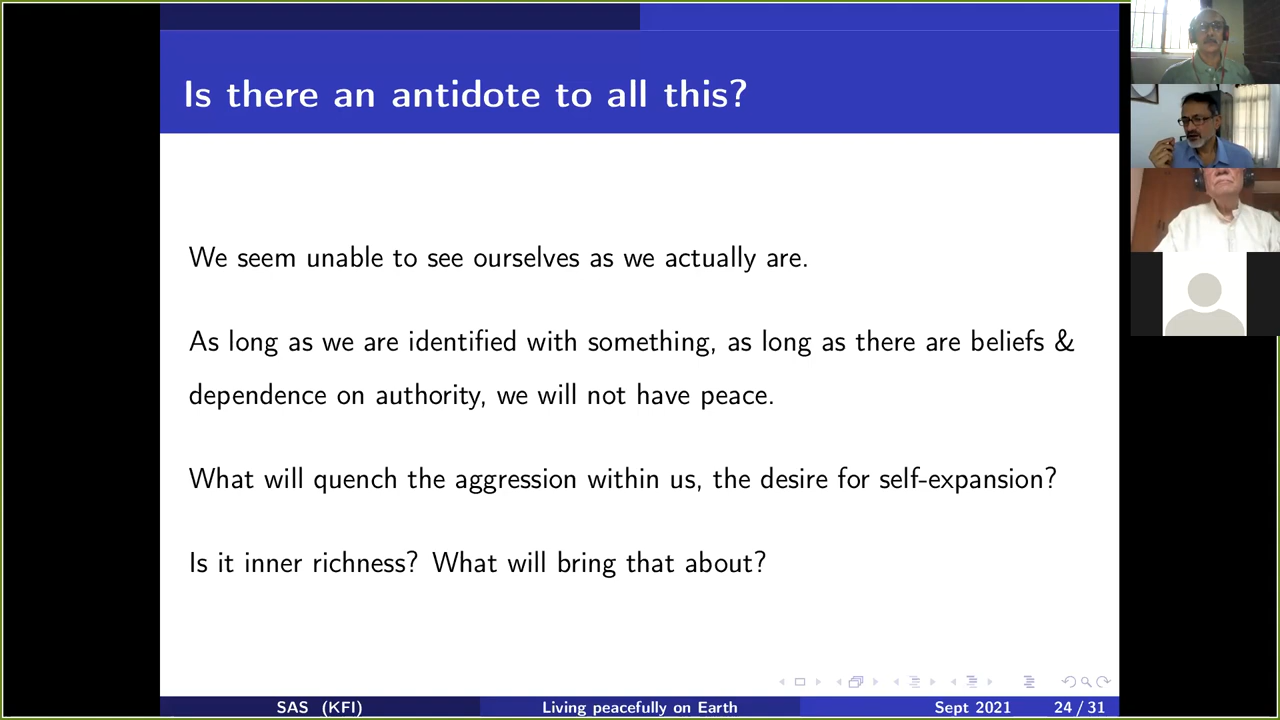 Is there an antidote to all this?
We seem unable to see ourselves as we actually are.
As long as we are identified with something, as long as there are beliefs &
dependence on authority, we will not have peace.
What will quench the aggression within us, the desire for self-expansion?
Is it inner richness? What will bring that about?
SAS (KFI) Living peacefully on Earth Sept 2021 24 / 31